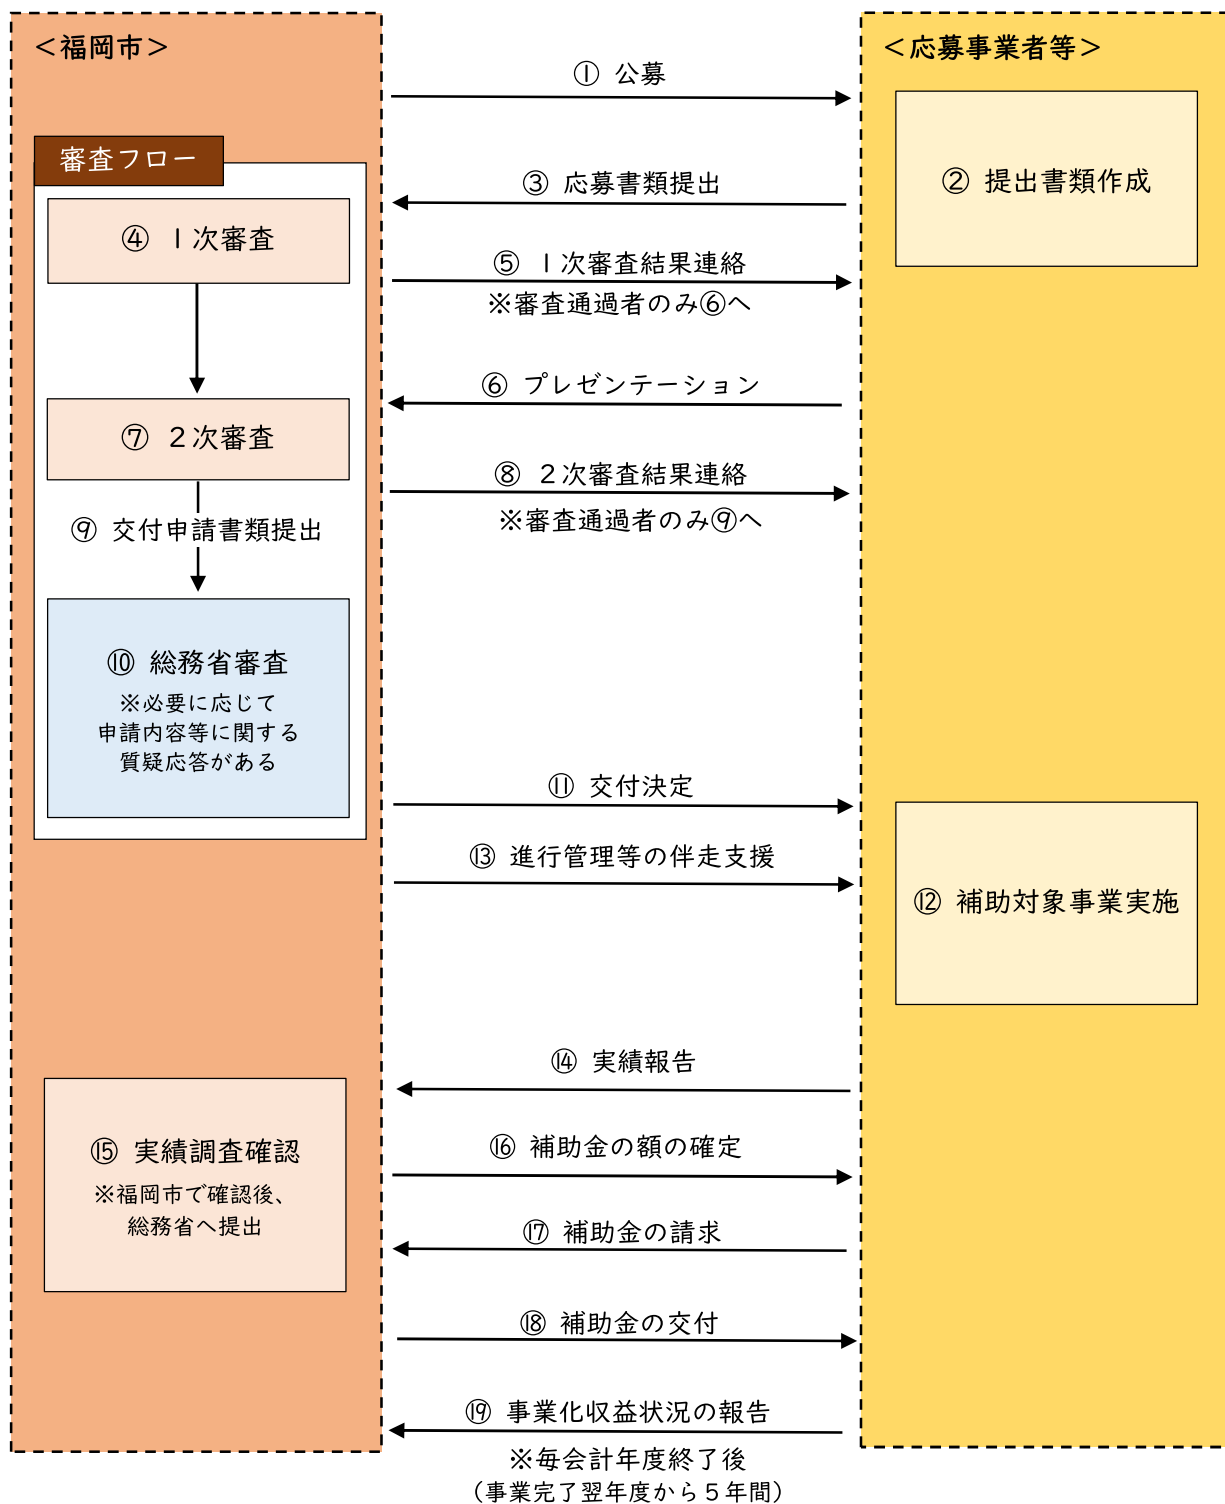 ＜福岡市＞
＜応募事業者等＞
① 公募
② 提出書類作成
審査フロー
③ 応募書類提出
④ １次審査
⑤ １次審査結果連絡
※審査通過者のみ⑥へ
⑥ プレゼンテーション
⑦ ２次審査
⑧ ２次審査結果連絡
※審査通過者のみ⑨へ
⑨ 交付申請書類提出
⑩ 総務省審査
※必要に応じて
申請内容等に関する
質疑応答がある
⑪ 交付決定
⑬ 進行管理等の伴走支援
⑫ 補助対象事業実施
⑭ 実績報告
⑮ 実績調査確認
※福岡市で確認後、
総務省へ提出
⑯ 補助金の額の確定
⑰ 補助金の請求
⑱ 補助金の交付
⑲ 事業化収益状況の報告
※毎会計年度終了後
（事業完了翌年度から５年間）